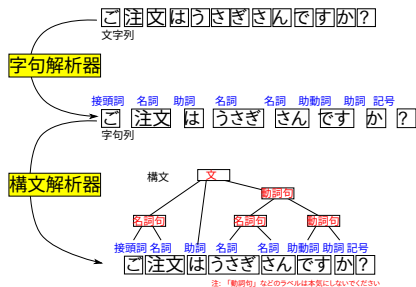 ご注文はうさぎさんですか？
文字列
字句解析器
接頭詞 名詞 助詞 名詞 名詞 助動詞 助詞 記号
ご 注文 は うさぎ さん です か ？
字句列
構文解析器
構文
文
動詞句
名詞句 名詞句 動詞句
接頭詞 名詞 助詞 名詞 名詞 助動詞 助詞 記号
ご 注文 は うさぎ さん です か ？
注: 「動詞句」などのラベルは本気にしないでください